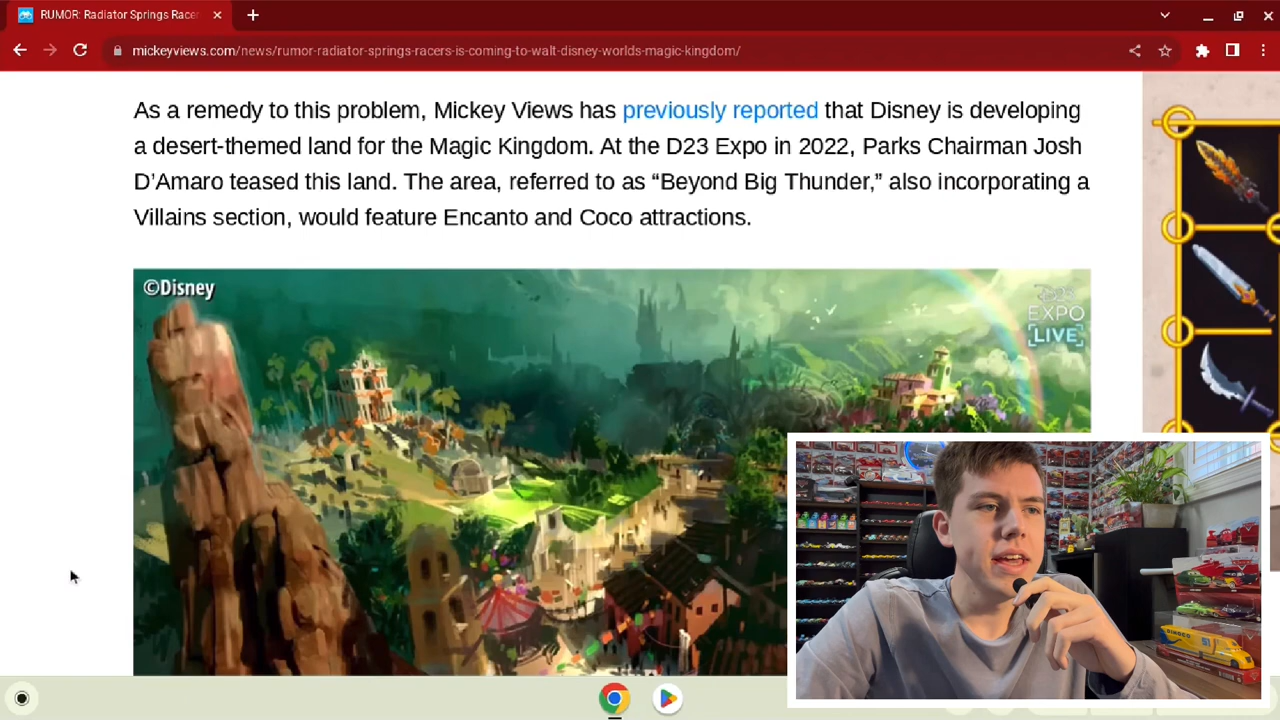 RUMOR: Radiator Springs Racer
mickeyviews.com/news/rumor-radiator-springs-racers-is-coming-to-walt-disney-worlds-magic-kingdom/
As a remedy to this problem, Mickey Views has previously reported that Disney is developing
a desert-themed land for the Magic Kingdom. At the D23 Expo in 2022, Parks Chairman Josh
D’Amaro teased this land. The area, referred to as “Beyond Big Thunder,” also incorporating a
Villains section, would feature Encanto and Coco attractions.
©Disney
D23
EXPO
LIVE
DINOCO